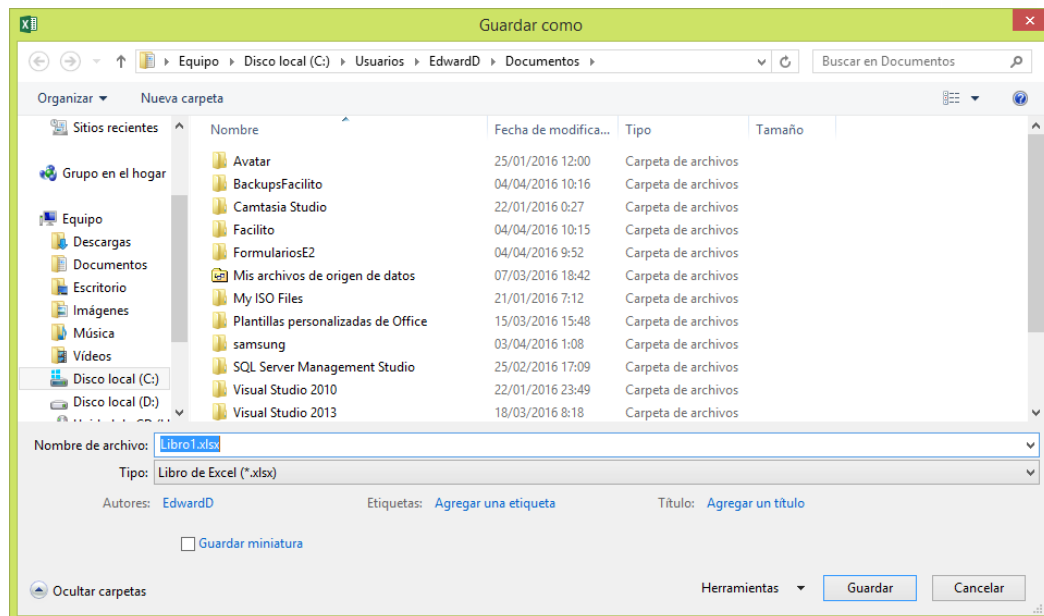 Guardar como
Equipo Disco local (C:) Usuarios EdwardD Documentos Buscar en Documentos
Organizar Nueva carpeta
Sitios recientes
Grupo en el hogar
Equipo
Descargas
Documentos
Escritorio
Imágenes
Música
Vídeos
Disco local (C:)
Disco local (D:)
Nombre Fecha de modifica... Tipo Tamaño
Avatar 25/01/2016 12:00 Carpeta de archivos
BackupsFacilito 04/04/2016 10:16 Carpeta de archivos
Camtasia Studio 22/01/2016 0:27 Carpeta de archivos
Facilito 04/04/2016 10:15 Carpeta de archivos
FormulariosE2 04/04/2016 9:52 Carpeta de archivos
Mis archivos de origen de datos 07/03/2016 18:42 Carpeta de archivos
My ISO Files 21/01/2016 7:12 Carpeta de archivos
Plantillas personalizadas de Office 15/03/2016 15:48 Carpeta de archivos
samsung 03/04/2016 1:08 Carpeta de archivos
SQL Server Management Studio 25/02/2016 17:09 Carpeta de archivos
Visual Studio 2010 22/01/2016 23:49 Carpeta de archivos
Visual Studio 2013 18/03/2016 8:18 Carpeta de archivos
Nombre de archivo: Libro1.xlsx
Tipo: Libro de Excel (*.xlsx)
Autores: EdwardD Etiquetas: Agregar una etiqueta Título: Agregar un título
Guardar miniatura
Ocultar carpetas Herramientas Guardar Cancelar